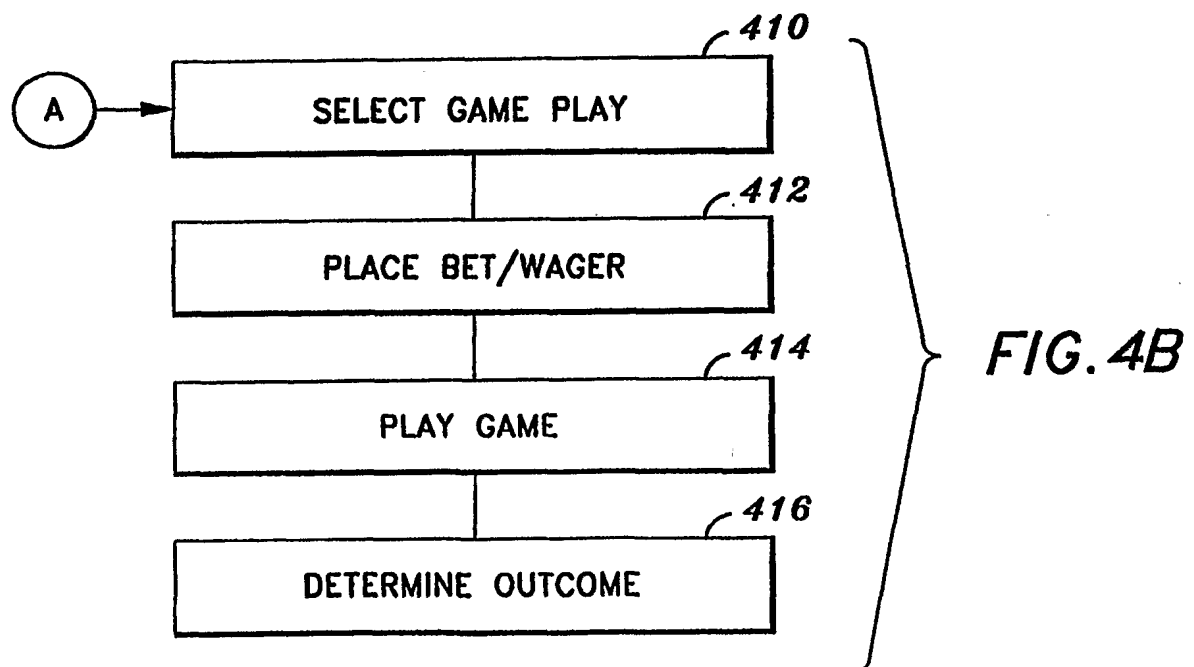 410
A
SELECT GAME PLAY
412
PLACE BET/WAGER
414
PLAY GAME
416
DETERMINE OUTCOME
FIG. 4B